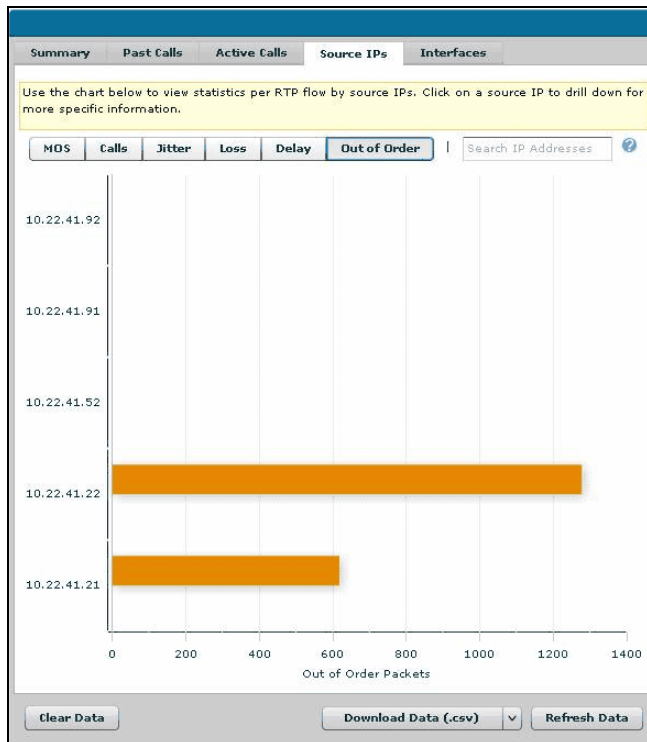 Summary Past Calls Active Calls Source IPs Interfaces
Use the chart below to view statistics per RTP flow by source IPs. Click on a source IP to drill down for
more specific information.
MOS Calls Jitter Loss Delay Out of Order | Search IP Addresses ?
10.22.41.92
10.22.41.91
10.22.41.52
10.22.41.22
10.22.41.21
0 200 400 600 800 1000 1200 1400
Out of Order Packets
Clear Data Download Data (.csv) Refresh Data